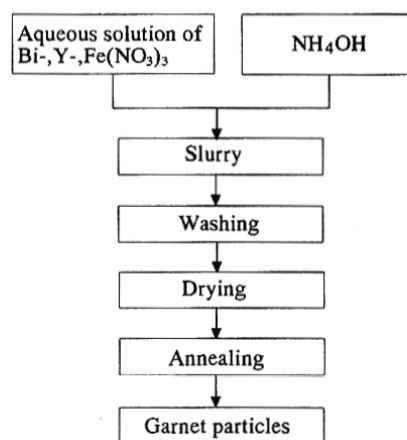 Aqueous solution of
Bi-,Y-,Fe(NO₃)₃
NH₄OH
Slurry
Washing
Drying
Annealing
Garnet particles